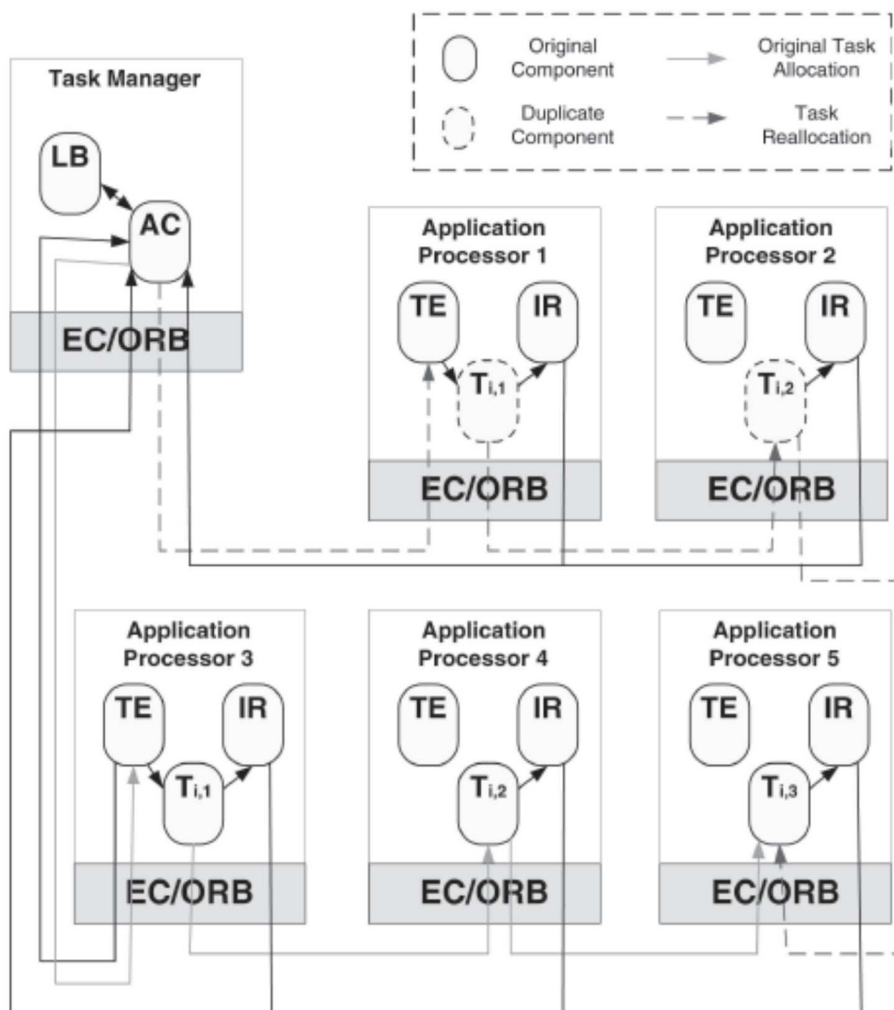 Original
Component
Original Task
Allocation
Duplicate
Component
Task
Reallocation
Task Manager
LB
AC
EC/ORB
Application
Processor 1
TE
IR
Ti,1
EC/ORB
Application
Processor 2
TE
IR
Ti,2
EC/ORB
Application
Processor 3
TE
IR
Ti,1
EC/ORB
Application
Processor 4
TE
IR
Ti,2
EC/ORB
Application
Processor 5
TE
IR
Ti,3
EC/ORB